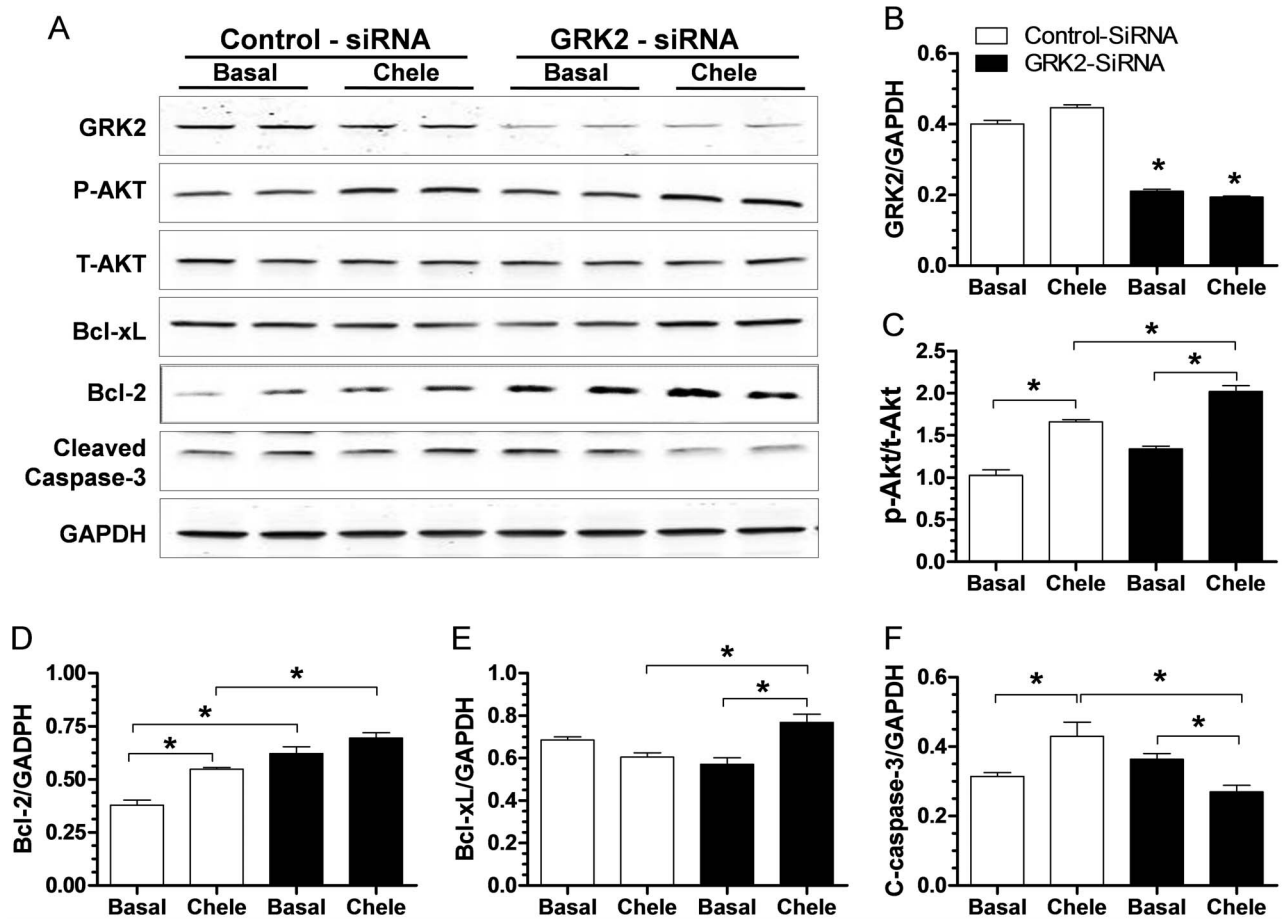 A
Control - siRNA GRK2 - siRNA
Basal Chele Basal Chele
GRK2
P-AKT
T-AKT
Bcl-xL
Bcl-2
Cleaved
Caspase-3
GAPDH
B
Control-SiRNA
GRK2-SiRNA
GRK2/GAPDH
0.6
0.4
0.2
0.0
* *
Basal Chele Basal Chele
C
p-Akt/t-Akt
2.5
2.0
1.5
1.0
0.5
0.0
*
*
*
Basal Chele Basal Chele
D
Bcl-2/GADPH
1.00
0.75
0.50
0.25
0.00
*
*
*
Basal Chele Basal Chele
E
Bcl-xL/GAPDH
1.0
0.8
0.6
0.4
0.2
0.0
*
*
Basal Chele Basal Chele
F
C-caspase-3/GAPDH
0.6
0.4
0.2
0.0
* *
*
Basal Chele Basal Chele